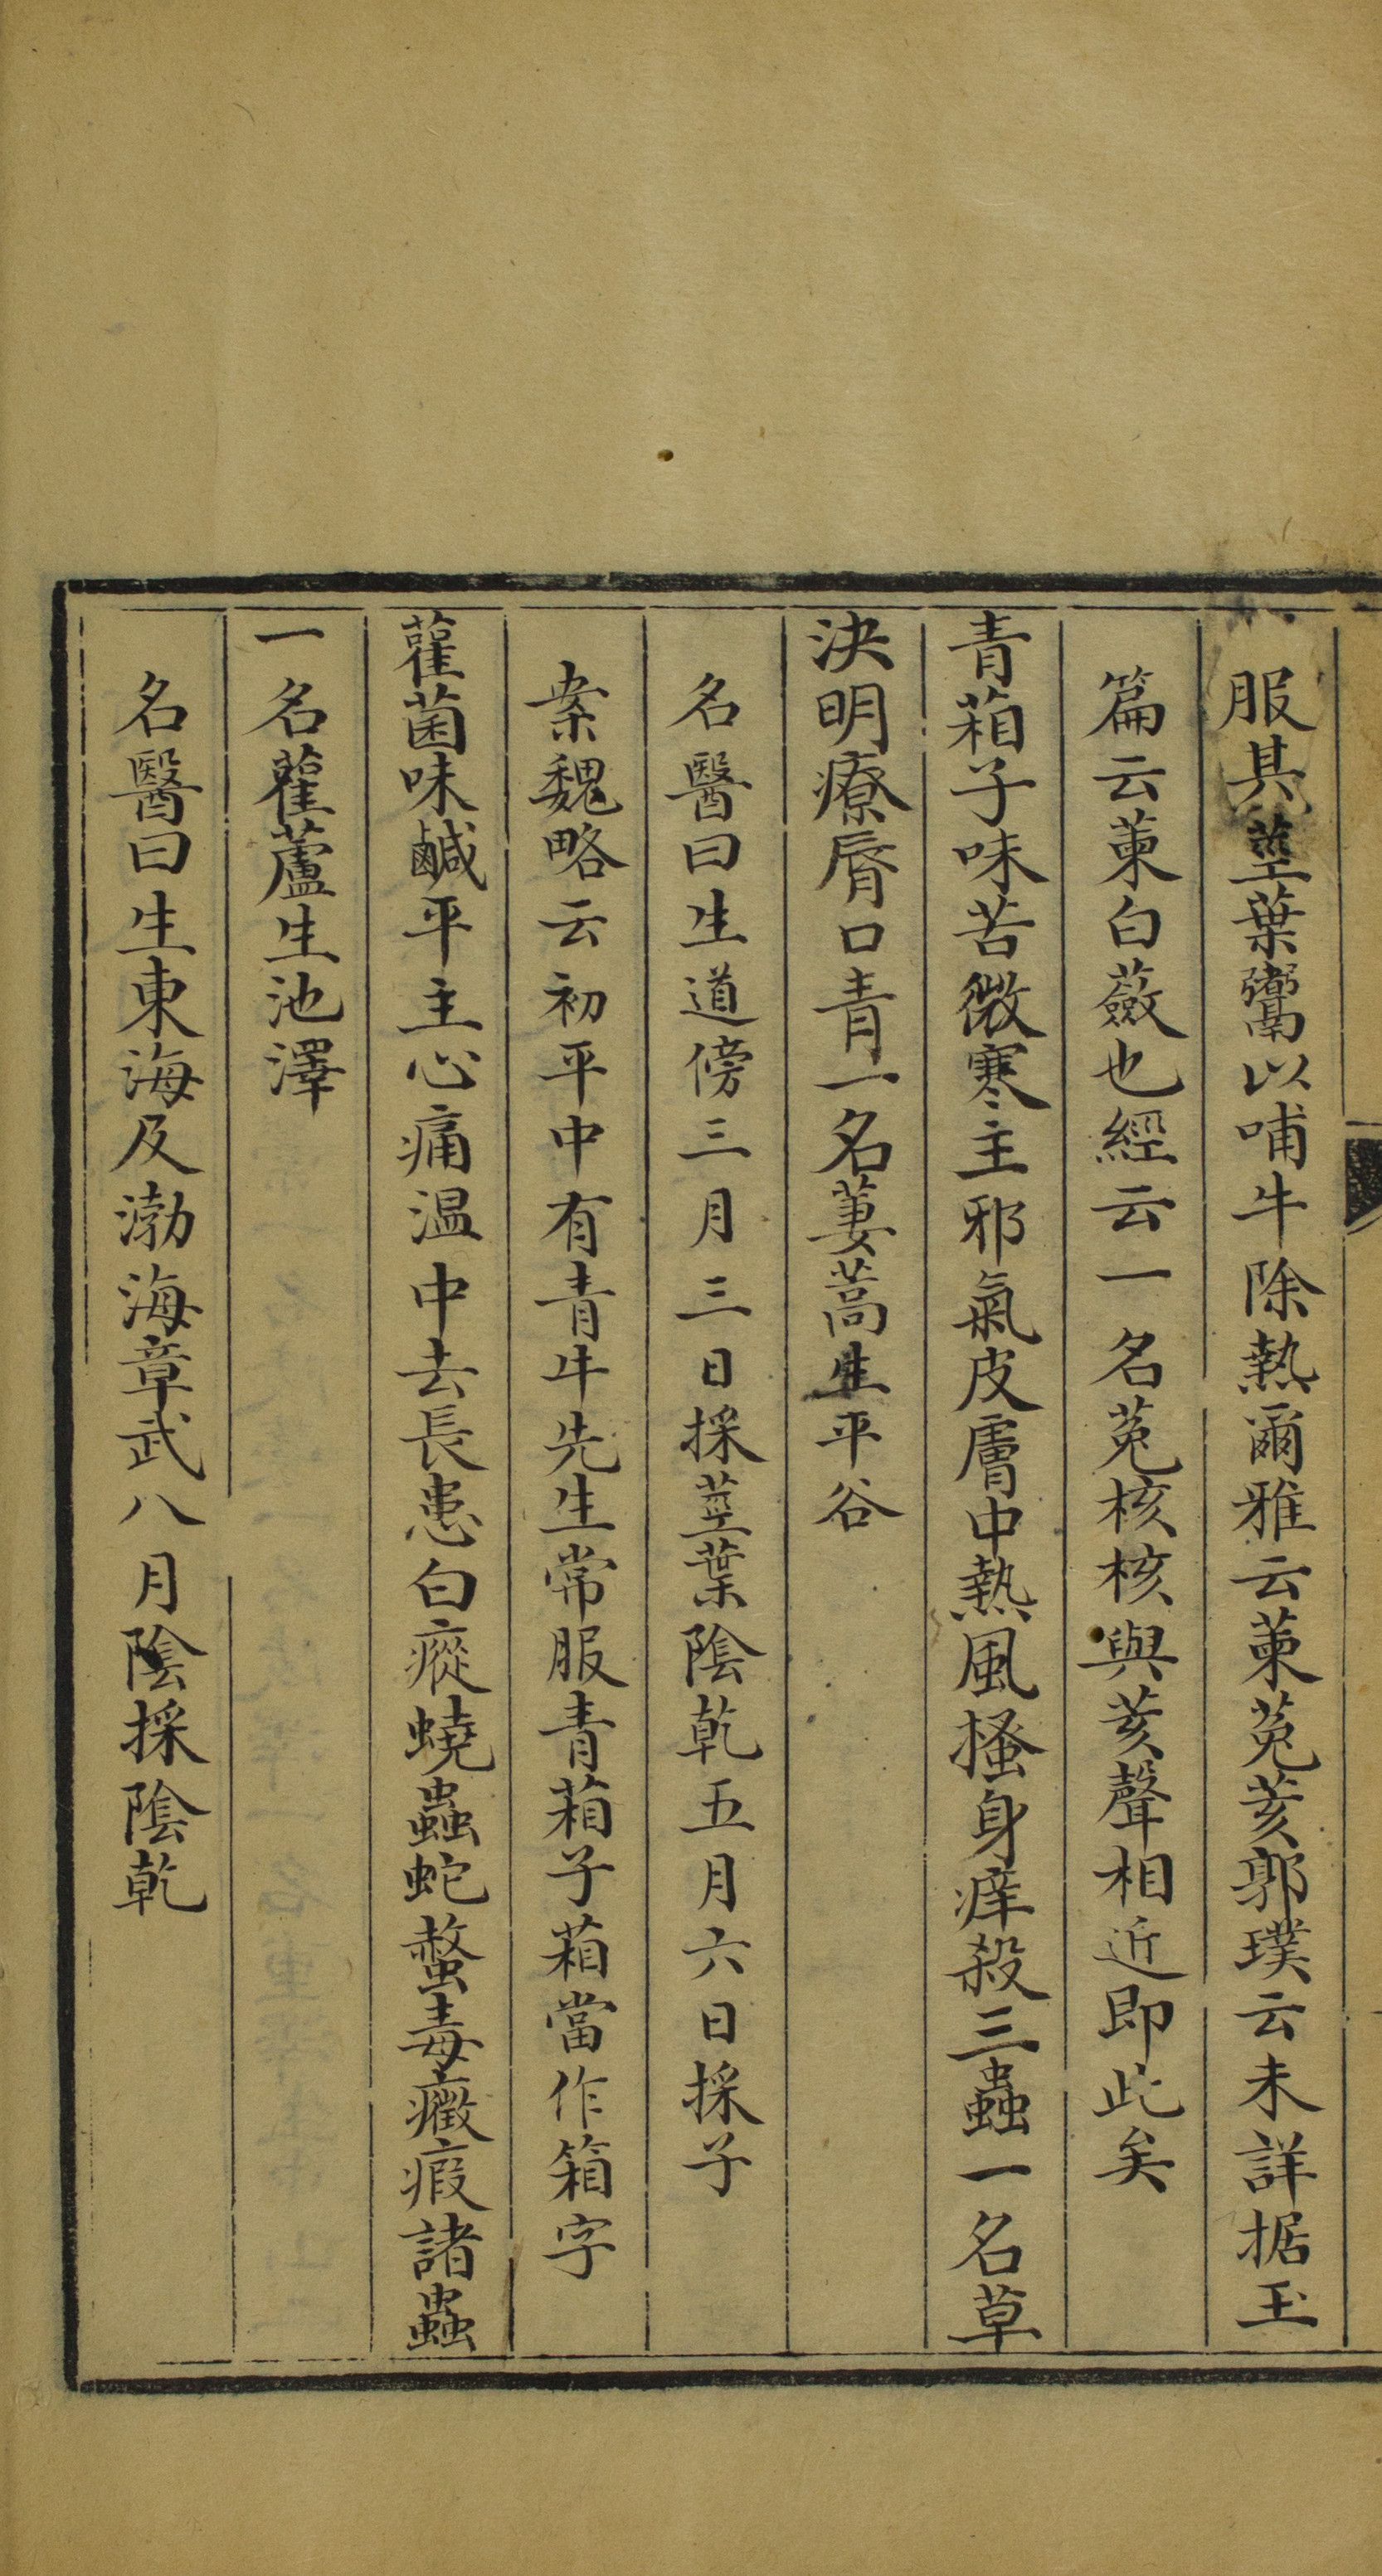 服其莖葉鬻以哺牛除熱爾雅云萰菟荄郭璞云未詳据玉
篇云萰白蘞也經云一名菟核核與荄聲相近即此矣
青葙子味苦微寒主邪氣皮膚中熱風搔身痒殺三蟲一名草
決明療脣口青一名萋蒿生平谷
名醫曰生道傍三月三日採莖葉陰乾五月六日採子
案魏略云初平中有青牛先生常服青葙子葙當作箱字
雚菌味鹹平主心痛温中去長患白瘲蟯蟲蛇螫毒癥瘕諸蟲
一名雚蘆生池澤
名醫曰生東海及渤海章武八月陰採陰乾